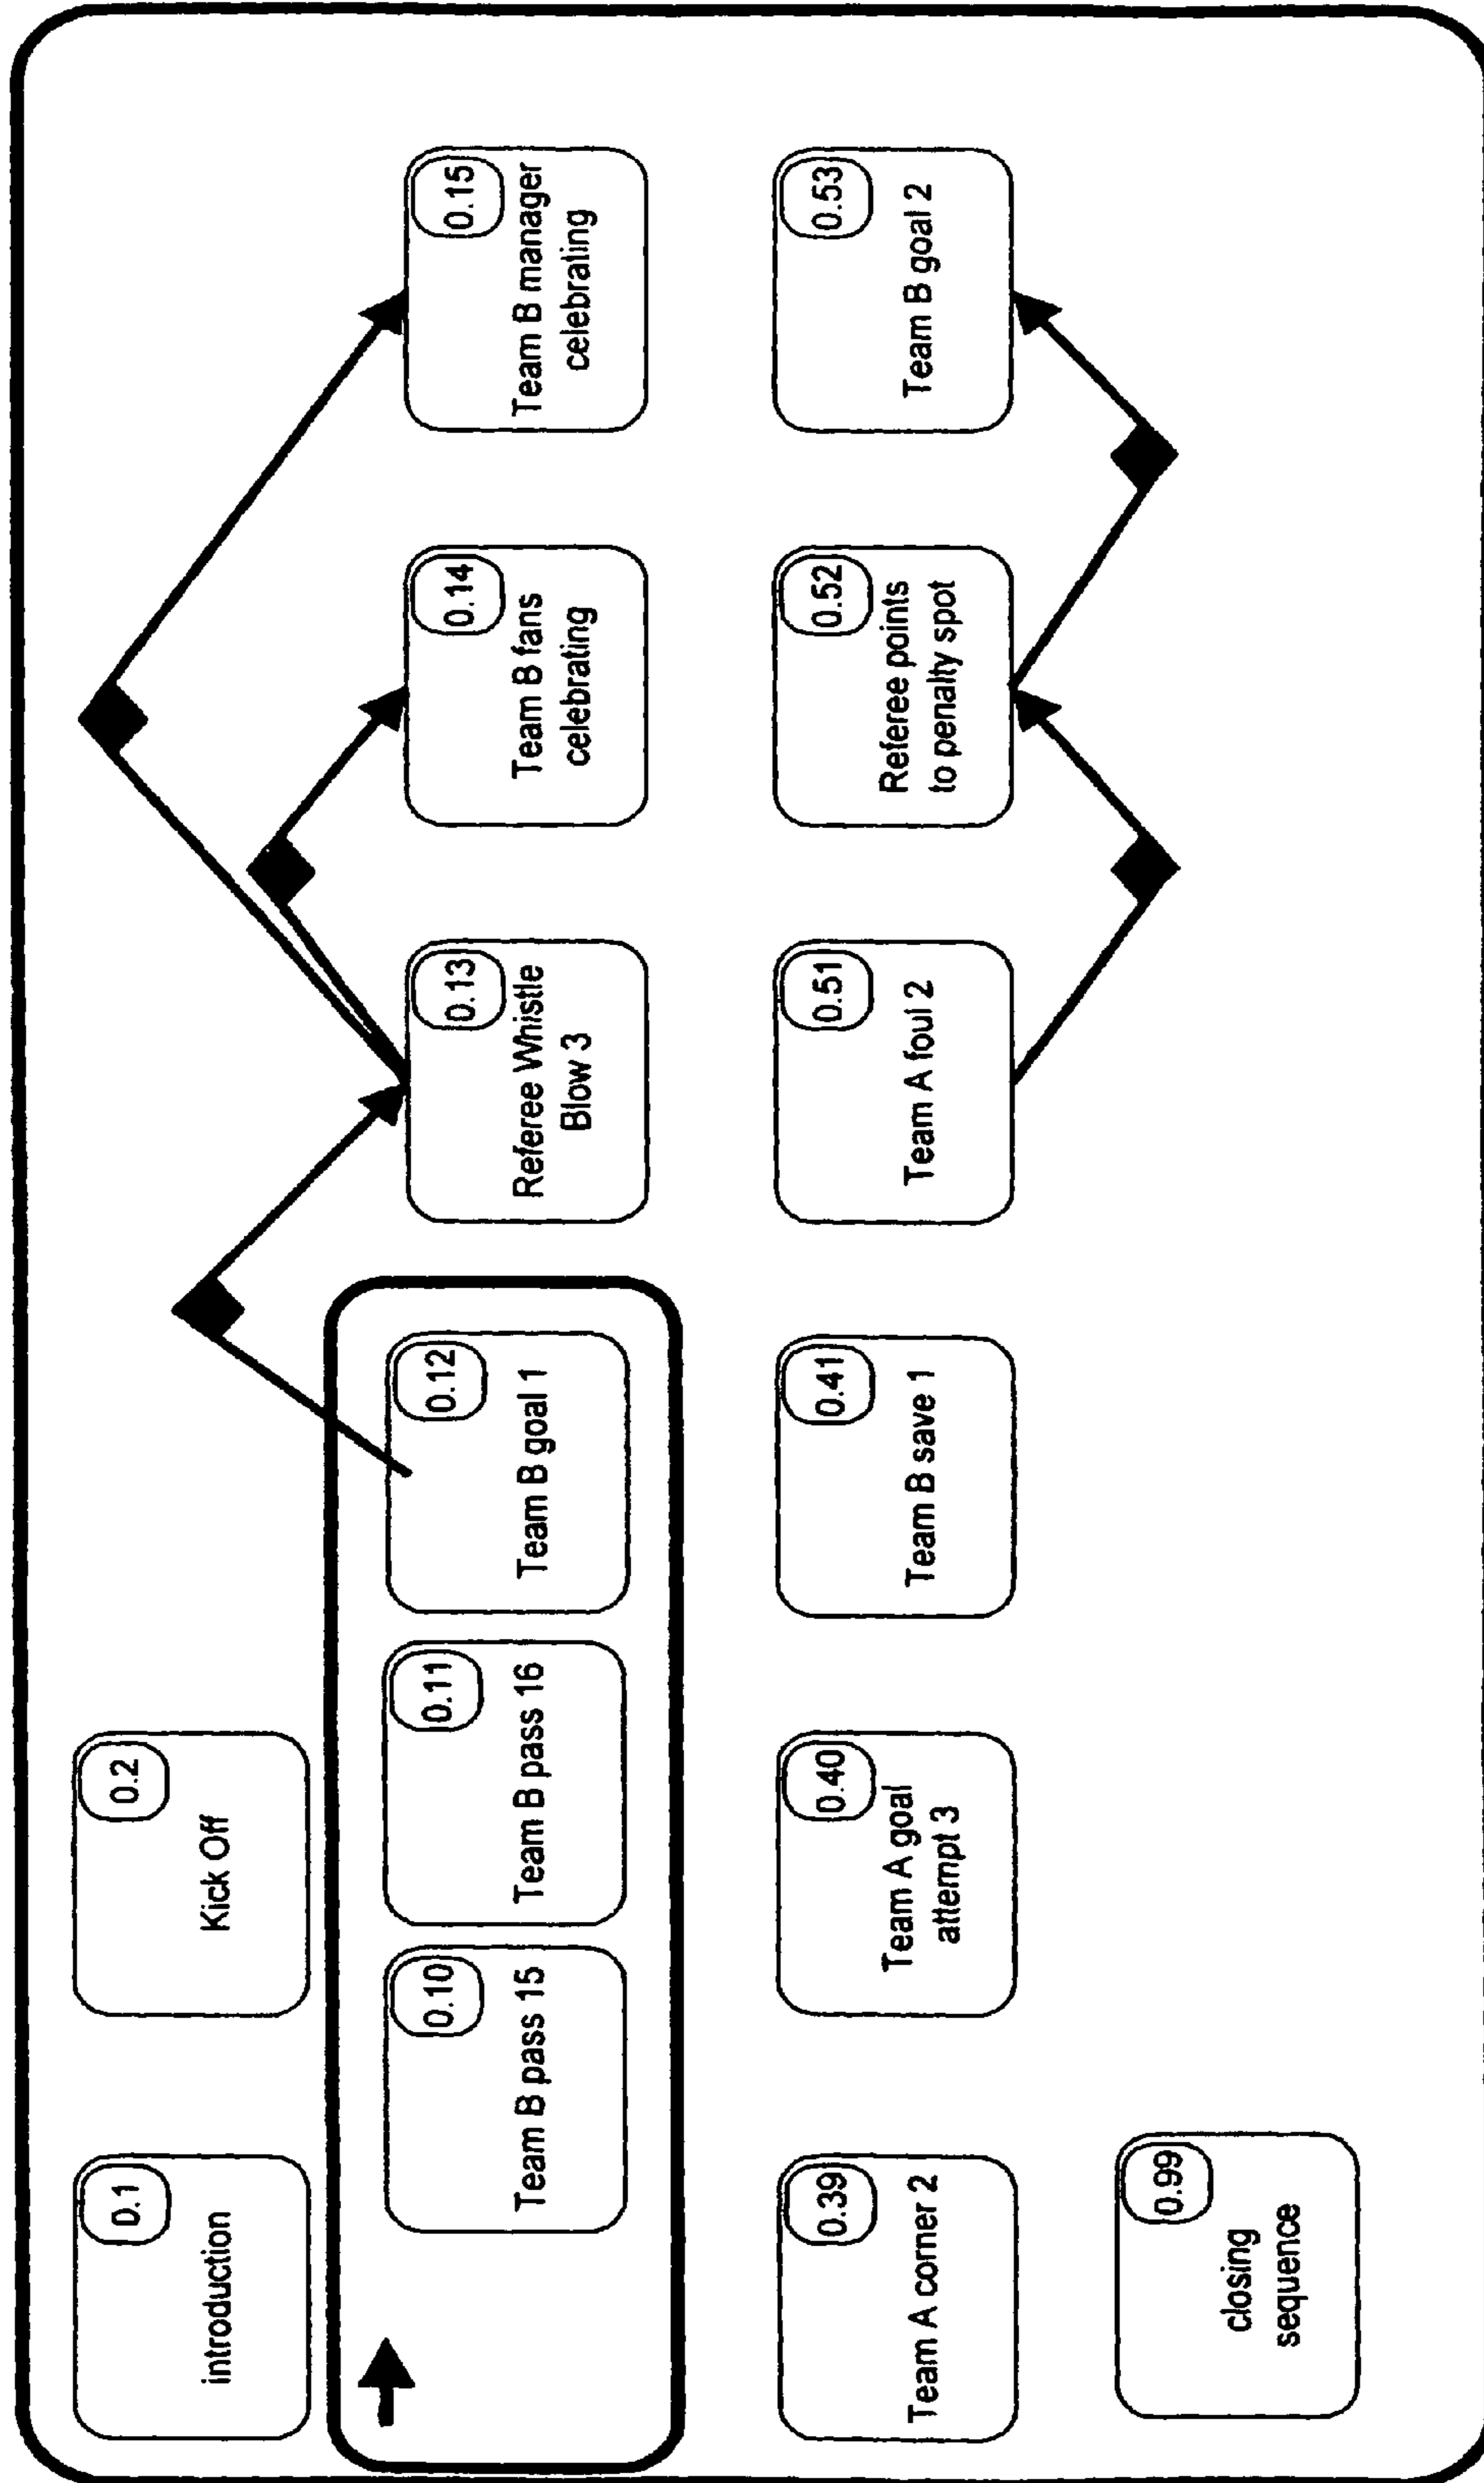 0.1
introduction
0.2
Kick Off
0.10
Team B pass 15
0.11
Team B pass 16
0.12
Team B goal 1
0.13
Referee Whistle
Blow 3
0.14
Team B fans
celebrating
0.15
Team B manager
celebrating
0.39
Team A corner 2
0.40
Team A goal
attempt 3
0.41
Team B save 1
0.51
Team A foul 2
0.52
Referee points
to penalty spot
0.53
Team B goal 2
0.99
closing
sequence